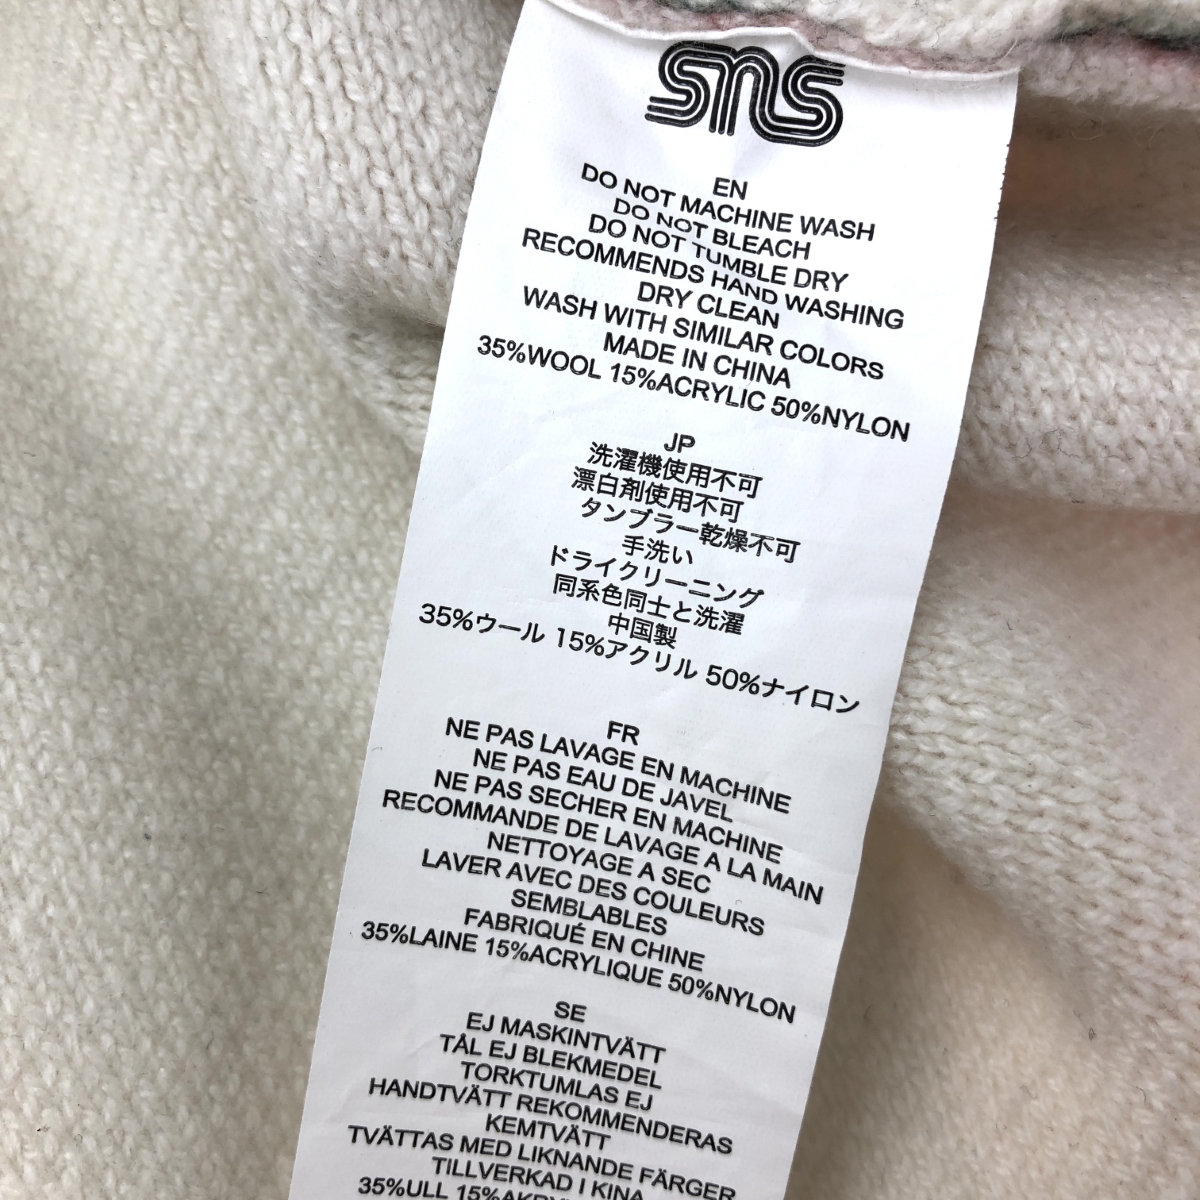 sns
EN
DO NOT MACHINE WASH
DO NOT BLEACH
DO NOT TUMBLE DRY
RECOMMENDS HAND WASHING
DRY CLEAN
WASH WITH SIMILAR COLORS
MADE IN CHINA
35%WOOL 15%ACRYLIC 50%NYLON
JP
洗濯機使用不可
漂白剤使用不可
タンブラー乾燥不可
手洗い
ドライクリーニング
同系色同士と洗濯
中国製
35%ウール 15%アクリル 50%ナイロン
FR
NE PAS LAVAGE EN MACHINE
NE PAS EAU DE JAVEL
NE PAS SECHER EN MACHINE
RECOMMANDE DE LAVAGE A LA MAIN
NETTOYAGE A SEC
LAVER AVEC DES COULEURS
SEMBLABLES
FABRIQUÉ EN CHINE
35%LAINE 15%ACRYLIQUE 50%NYLON
SE
EJ MASKINTVÄTT
TÅL EJ BLEKMEDEL
TORKTUMLAS EJ
HANDTVÄTT REKOMMENDERAS
KEMTVÄTT
TVÄTTAS MED LIKNANDE FÄRGER
TILLVERKAD I KINA
35%ULL